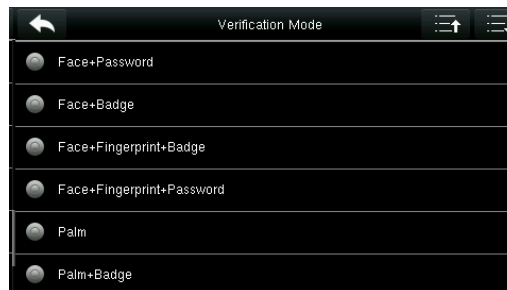 Verification Mode
Face+Password
Face+Badge
Face+Fingerprint+Badge
Face+Fingerprint+Password
Palm
Palm+Badge